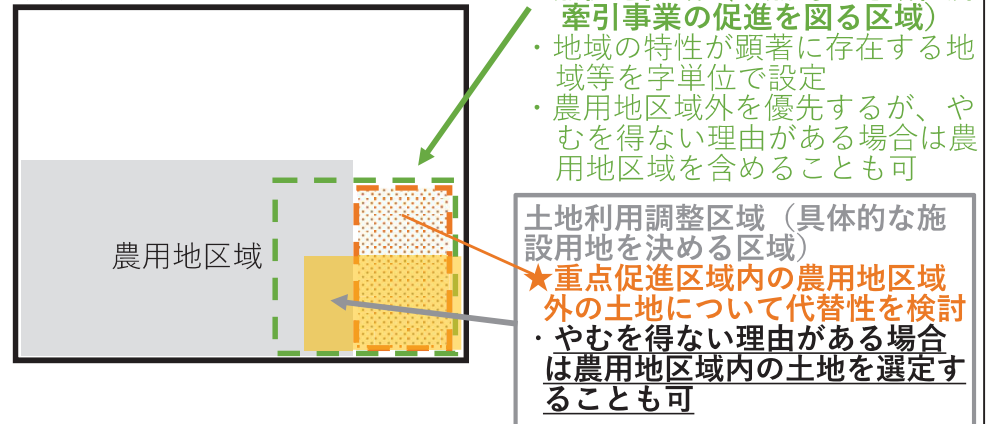 牽引事業の促進を図る区域）
・地域の特性が顕著に存在する地
域等を字単位で設定
・農用地区域外を優先するが、や
むを得ない理由がある場合は農
用地区域を含めることも可
農用地区域
土地利用調整区域（具体的な施
設用地を決める区域）
★重点促進区域内の農用地区域
外の土地について代替性を検討
・やむを得ない理由がある場合
は農用地区域内の土地を選定す
ることも可